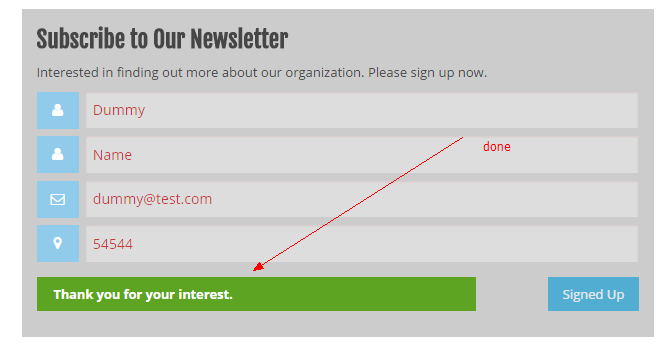 Subscribe to Our Newsletter
Interested in finding out more about our organization. Please sign up now.
Dummy
done
Name
dummy@test.com
54544
Thank you for your interest.
Signed Up